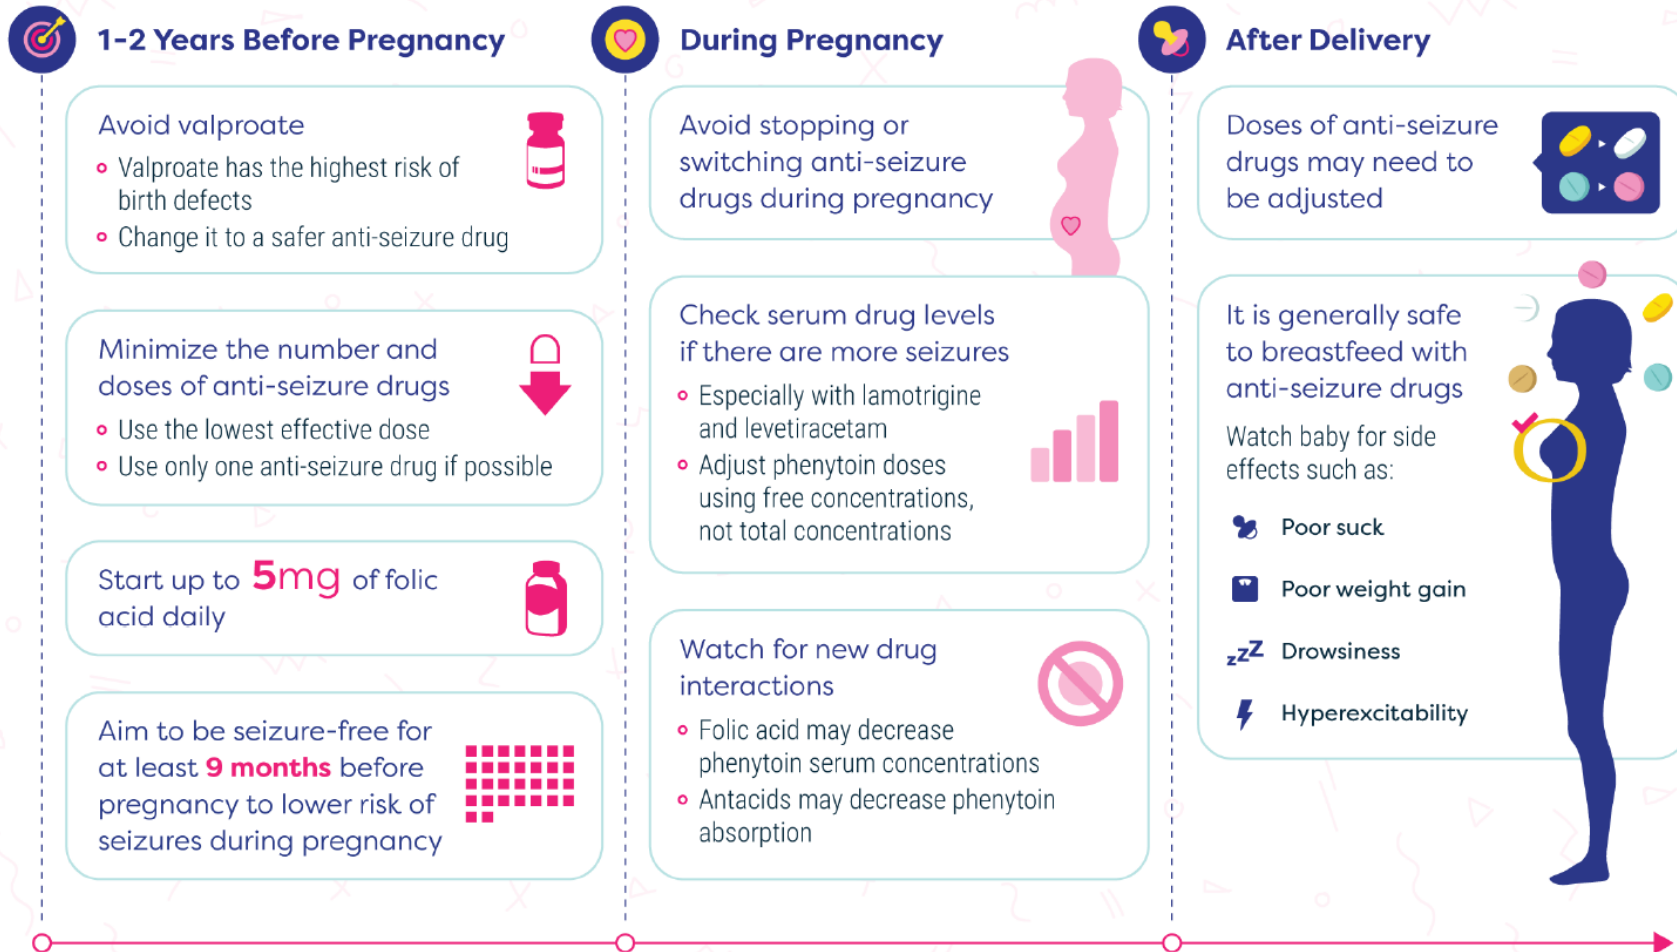 1-2 Years Before Pregnancy
Avoid valproate
Valproate has the highest risk of
birth defects
Change it to a safer anti-seizure drug
Minimize the number and
doses of anti-seizure drugs
Use the lowest effective dose
Use only one anti-seizure drug if possible
Start up to 5mg of folic
acid daily
Aim to be seizure-free for
at least 9 months before
pregnancy to lower risk of
seizures during pregnancy
During Pregnancy
Avoid stopping or
switching anti-seizure
drugs during pregnancy
Check serum drug levels
if there are more seizures
Especially with lamotrigine
and levetiracetam
Adjust phenytoin doses
using free concentrations,
not total concentrations
Watch for new drug
interactions
Folic acid may decrease
phenytoin serum concentrations
Antacids may decrease phenytoin
absorption
After Delivery
Doses of anti-seizure
drugs may need to
be adjusted
It is generally safe
to breastfeed with
anti-seizure drugs
Watch baby for side
effects such as:
Poor suck
Poor weight gain
zzZ Drowsiness
Hyperexcitability